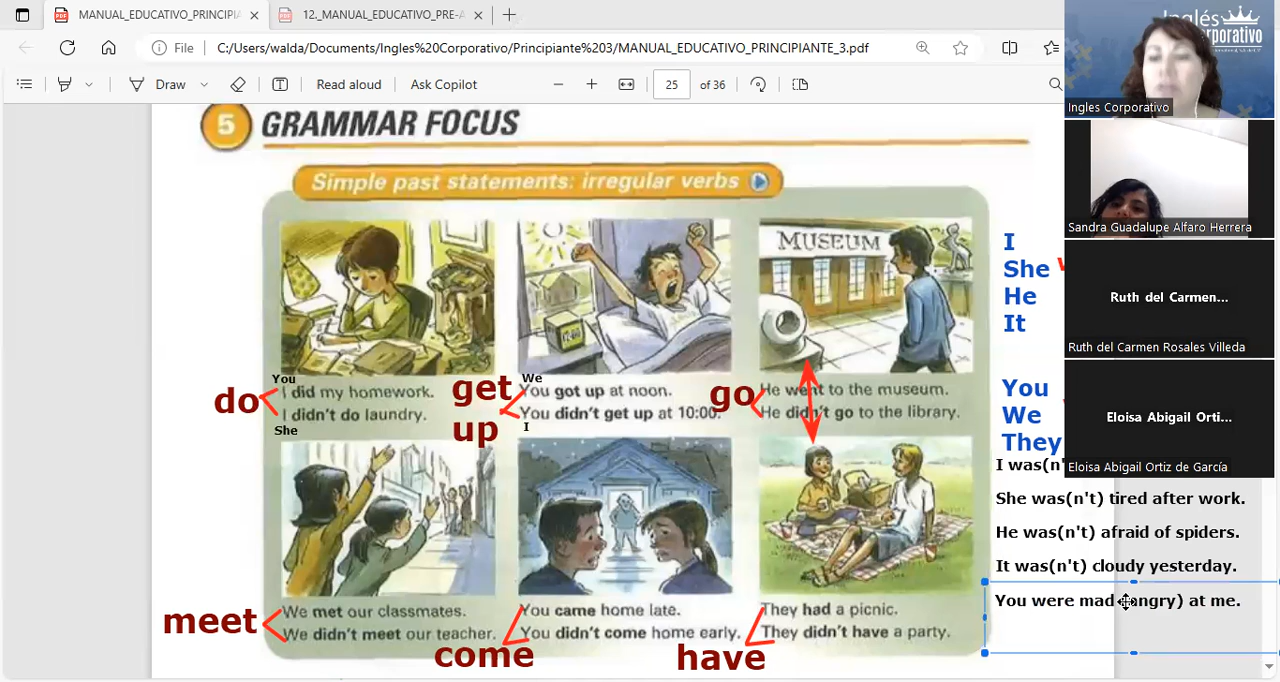 MANUAL_EDUCATIVO_PRINCIPIA
12._MANUAL_EDUCATIVO_PRE-A
File
C:/Users/walda/Documents/Ingles%20Corporativo/Principiante%203/MANUAL_EDUCATIVO_PRINCIPIANTE_3.pdf
Draw
Read aloud
Ask Copilot
25 of 36
Inglés
Ingles Corporativo
Sandra Guadalupe Alfaro Herrera
Ruth del Carmen...
Ruth del Carmen Rosales Villeda
Eloisa Abigail Orti...
Eloisa Abigail Ortiz de García
5 GRAMMAR FOCUS
Simple past statements: irregular verbs
MUSEUM
do
You
I did my homework.
I didn't do laundry.
She
get up
We
You got up at noon.
You didn't get up at 10:00.
I
go
He went to the museum.
He didn't go to the library.
meet
We met our classmates.
We didn't meet our teacher.
come
You came home late.
You didn't come home early.
have
They had a picnic.
They didn't have a party.
I
She
He
It
You
We
They
I was(n't)
She was(n't) tired after work.
He was(n't) afraid of spiders.
It was(n't) cloudy yesterday.
You were mad (angry) at me.